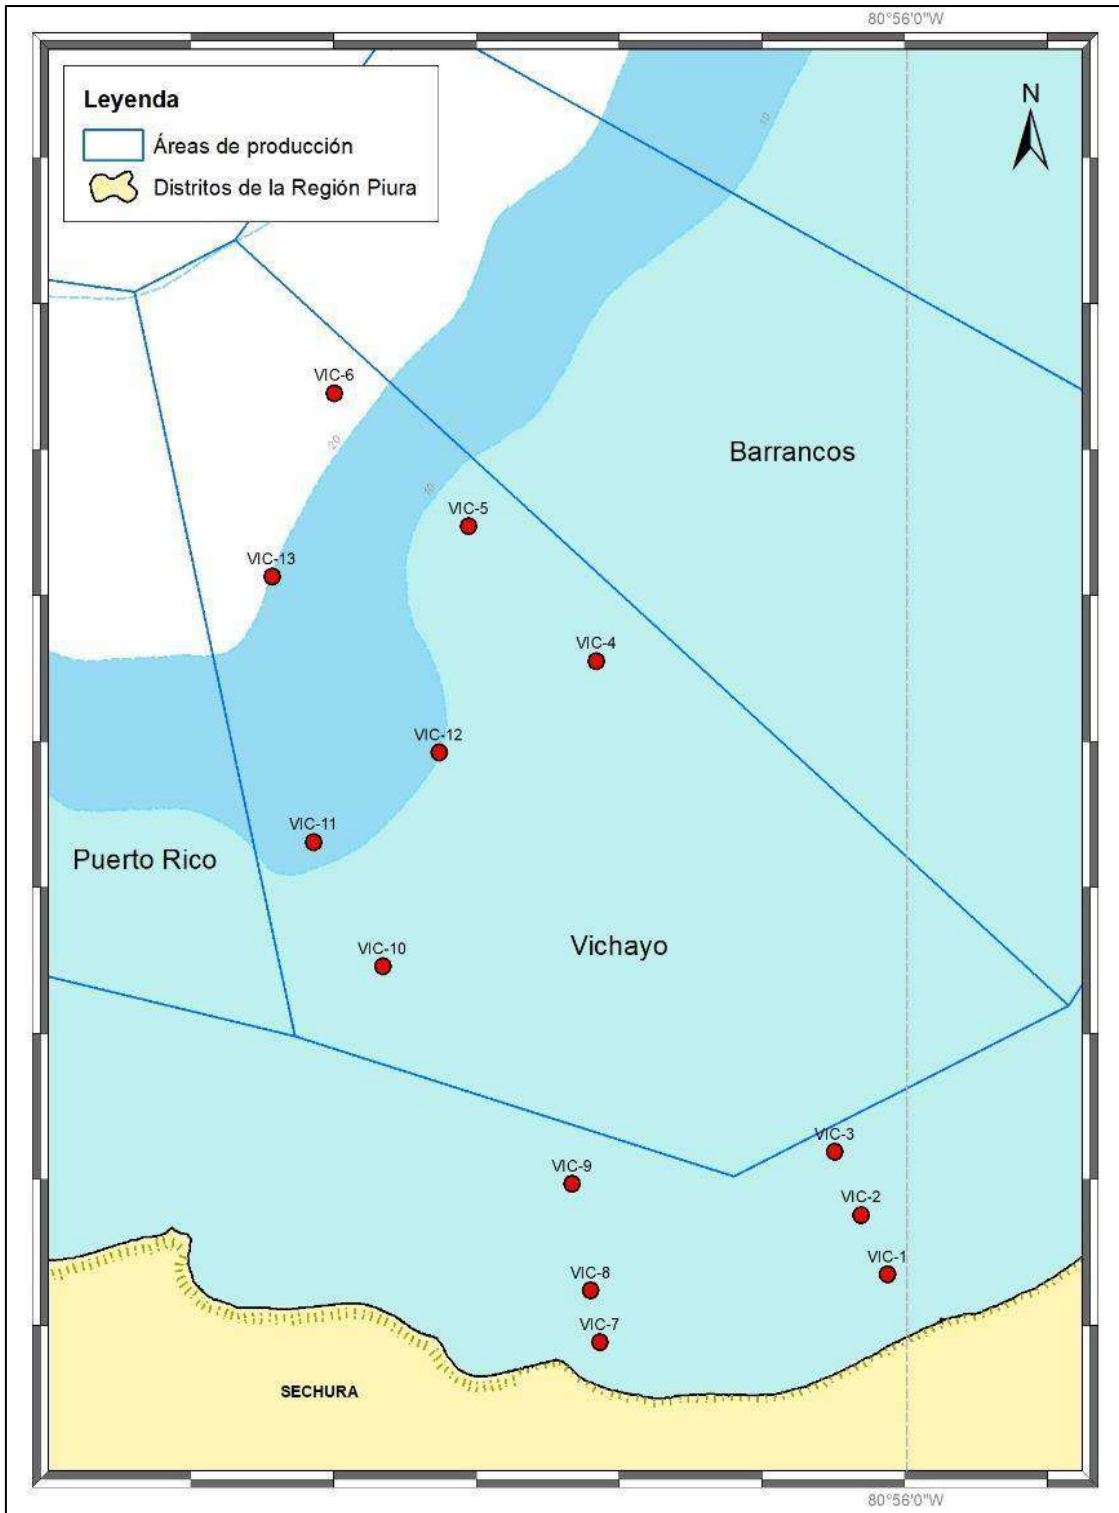 80°56'0"W
Leyenda
Áreas de producción
Distritos de la Región Piura
N
10
VIC-6
20
Barrancos
10
VIC-5
VIC-13
VIC-4
VIC-12
VIC-11
Puerto Rico
VIC-10
Vichayo
VIC-3
VIC-9
VIC-2
VIC-1
VIC-8
VIC-7
SECHURA
80°56'0"W